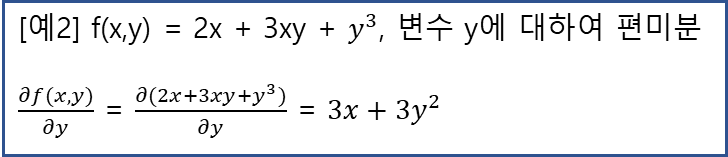 [예2] f(x,y) = 2x + 3xy + y³, 변수 y에 대하여 편미분
∂f(x,y)/∂y = ∂(2x+3xy+y³)/∂y = 3x + 3y²